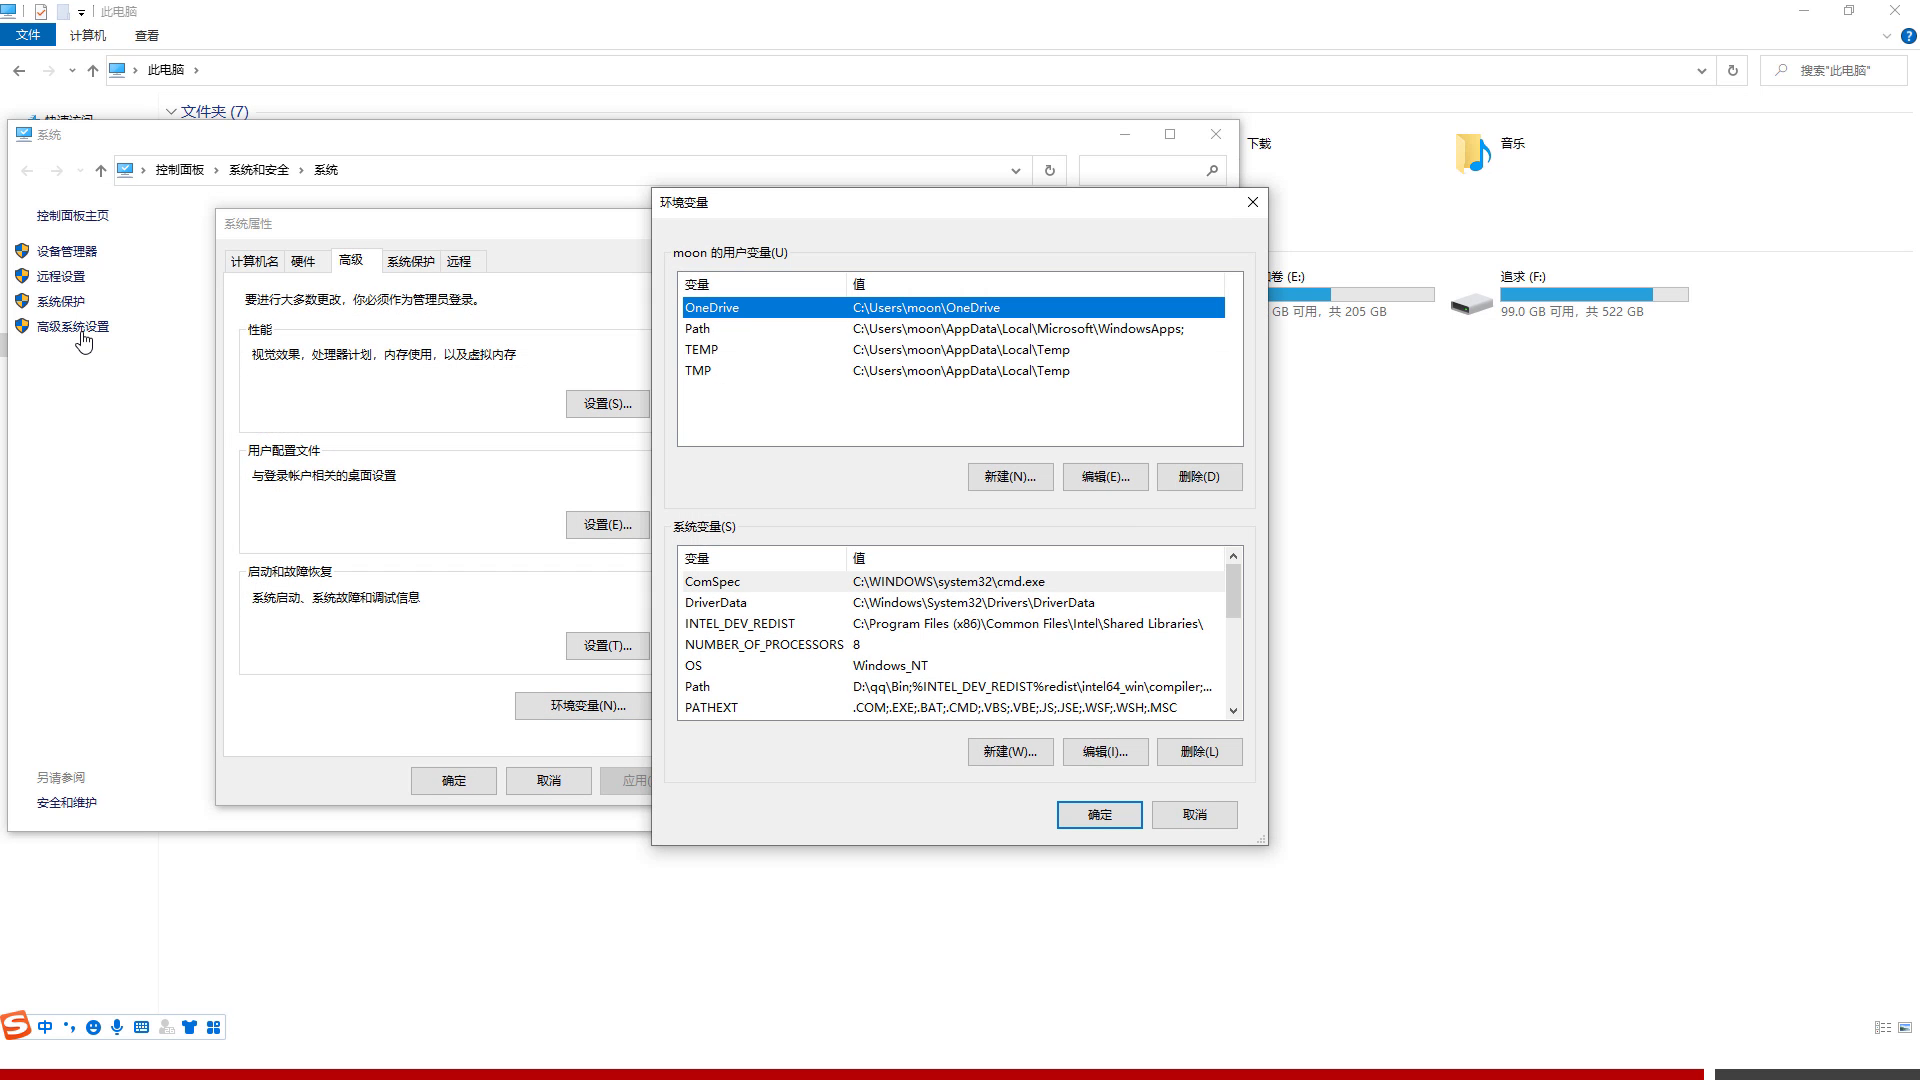 此电脑
文件 计算机 查看
此电脑
搜索"此电脑"
文件夹 (7)
系统
控制面板 系统和安全 系统
控制面板主页
设备管理器
远程设置
系统保护
高级系统设置
另请参阅
安全和维护
系统属性
计算机名 硬件 高级 系统保护 远程
要进行大多数更改，你必须作为管理员登录。
性能
视觉效果，处理器计划，内存使用，以及虚拟内存
设置(S)...
用户配置文件
与登录帐户相关的桌面设置
设置(E)...
启动和故障恢复
系统启动、系统故障和调试信息
设置(T)...
环境变量(N)...
确定 取消 应用(
环境变量
moon 的用户变量(U)
变量 值
OneDrive C:\Users\moon\OneDrive
Path C:\Users\moon\AppData\Local\Microsoft\WindowsApps;
TEMP C:\Users\moon\AppData\Local\Temp
TMP C:\Users\moon\AppData\Local\Temp
新建(N)... 编辑(E)... 删除(D)
系统变量(S)
变量 值
ComSpec C:\WINDOWS\system32\cmd.exe
DriverData C:\Windows\System32\Drivers\DriverData
INTEL_DEV_REDIST C:\Program Files (x86)\Common Files\Intel\Shared Libraries\
NUMBER_OF_PROCESSORS 8
OS Windows_NT
Path D:\qq\Bin;%INTEL_DEV_REDIST%redist\intel64_win\compiler;...
PATHEXT .COM;.EXE;.BAT;.CMD;.VBS;.VBE;.JS;.JSE;.WSF;.WSH;.MSC
新建(W)... 编辑(I)... 删除(L)
确定 取消
下载
音乐
卷 (E:)
GB 可用，共 205 GB
追求 (F:)
99.0 GB 可用，共 522 GB
中